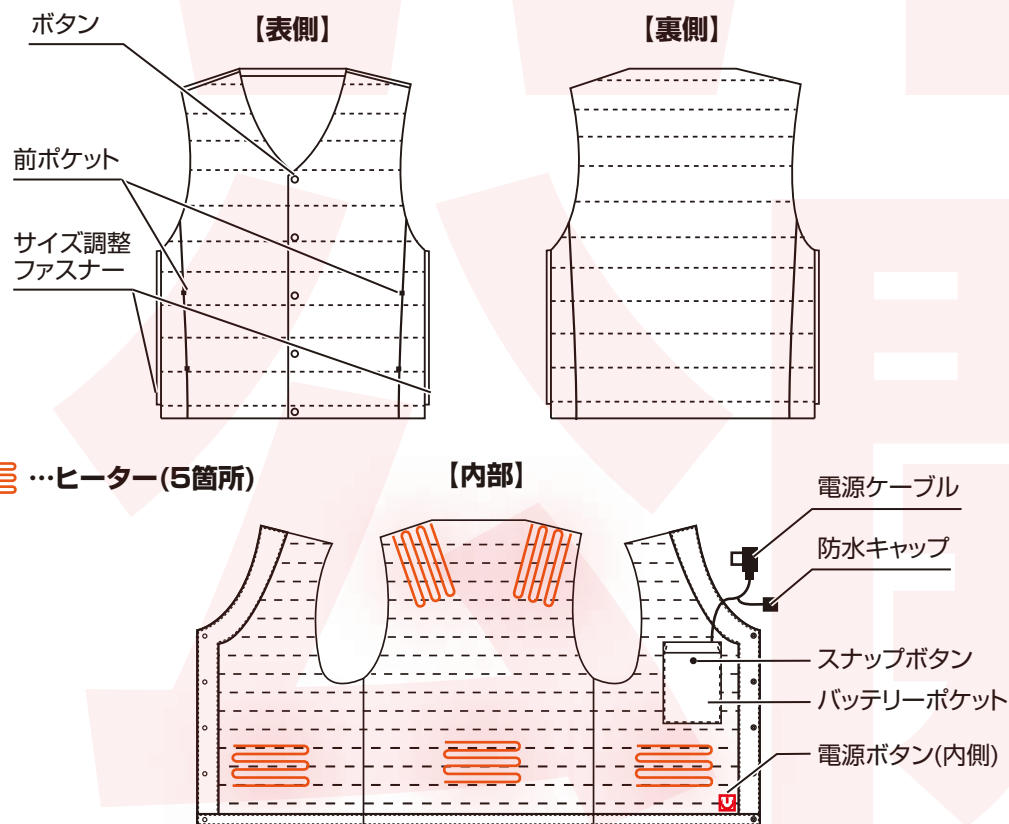 ボタン
【表側】
【裏側】
前ポケット
サイズ調整
ファスナー
…ヒーター(5箇所)
【内部】
電源ケーブル
防水キャップ
スナップボタン
バッテリーポケット
電源ボタン(内側)